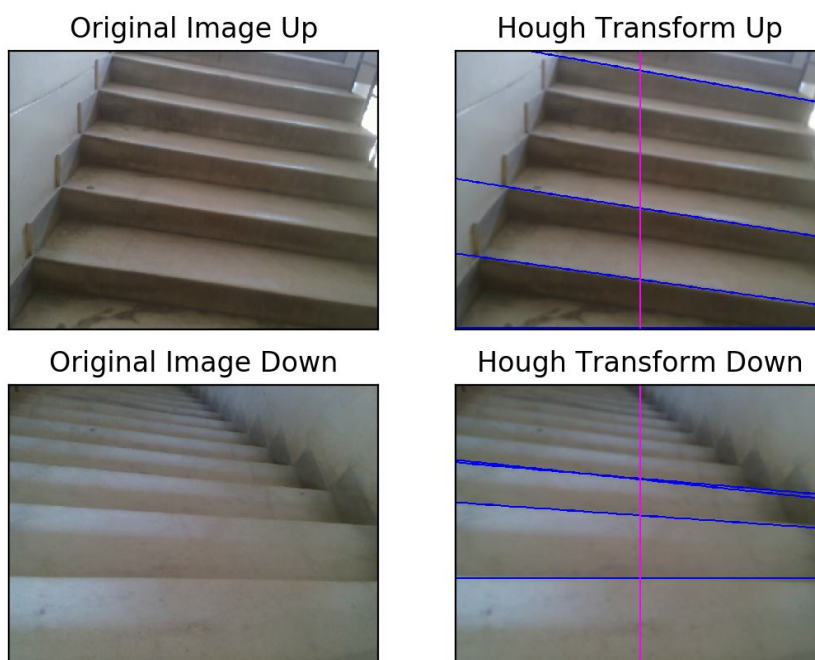 Original Image Up
Hough Transform Up
Original Image Down
Hough Transform Down